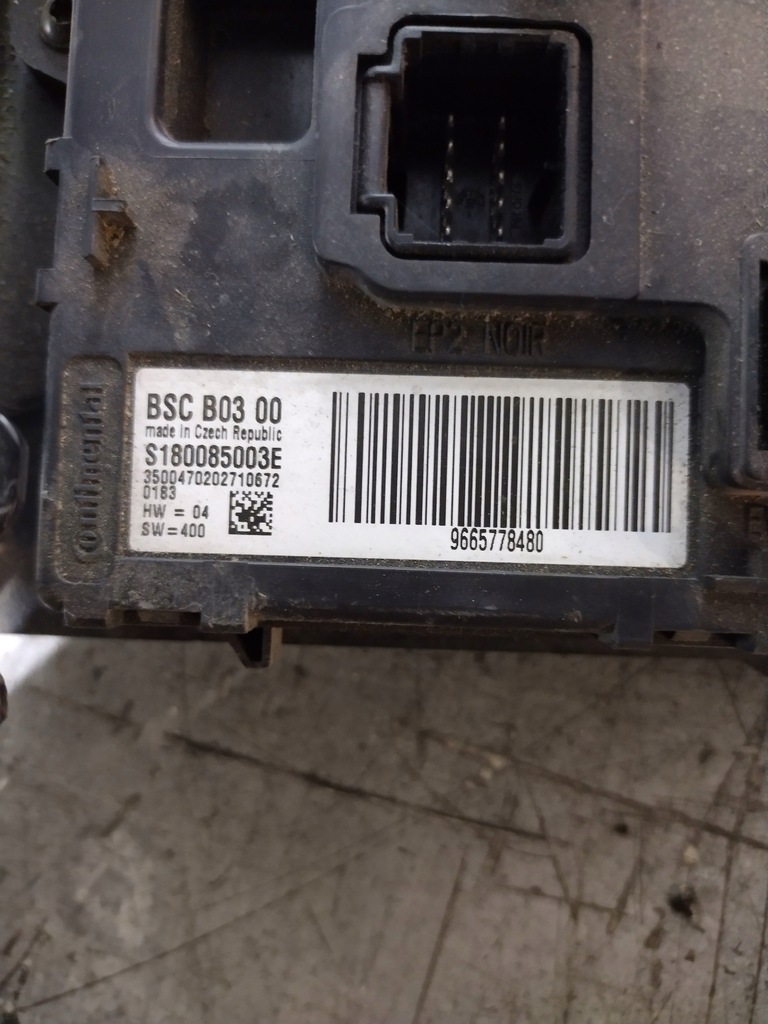 EP2 NOIR
Continental
BSC B03 00
made in Czech Republic
S180085003E
3500470202710672
0183
HW = 04
SW=400
9665778480